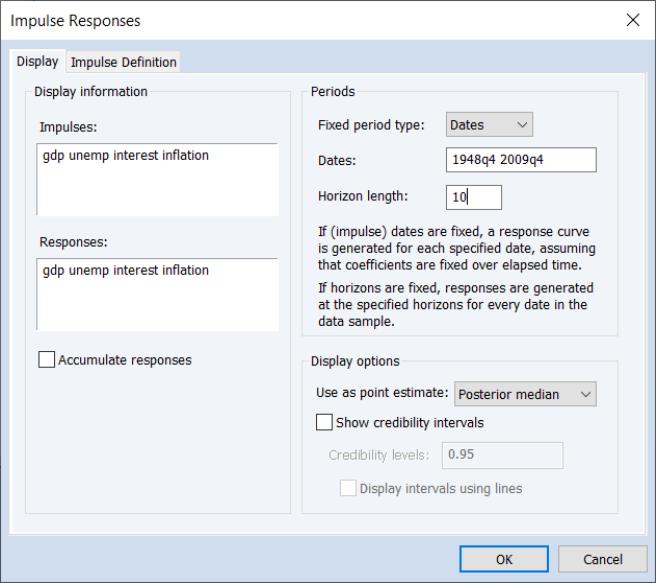 Impulse Responses
Display
Impulse Definition
Display information
Impulses:
gdp unemp interest inflation
Responses:
gdp unemp interest inflation
Accumulate responses
Periods
Fixed period type:
Dates
Dates:
1948q4 2009q4
Horizon length:
10
If (impulse) dates are fixed, a response curve
is generated for each specified date, assuming
that coefficients are fixed over elapsed time.
If horizons are fixed, responses are generated
at the specified horizons for every date in the
data sample.
Display options
Use as point estimate:
Posterior median
Show credibility intervals
Credibility levels:
0.95
Display intervals using lines
OK
Cancel